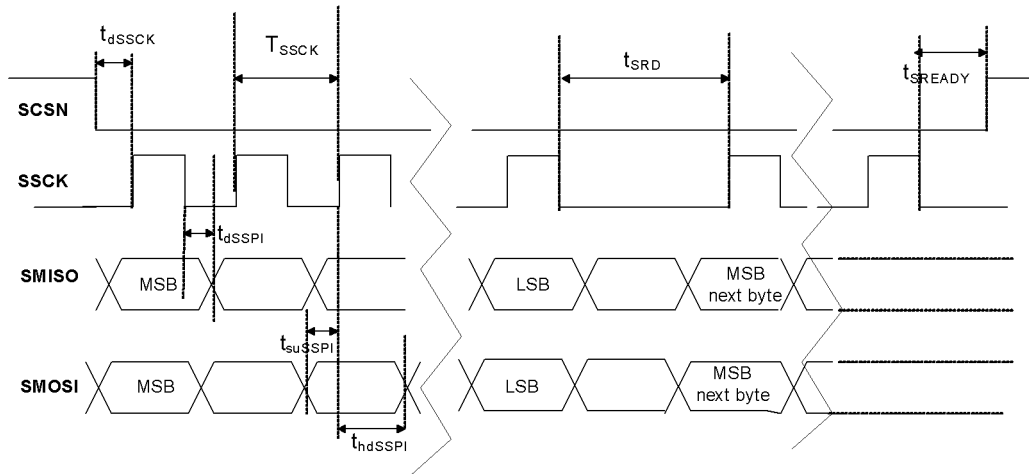 tdSSCK
TSSCK
tSRD
tSREADY
SCSN
SSCK
tdSSPI
SMISO
MSB
LSB
MSB
next byte
tsuSSPI
SMOSI
MSB
LSB
MSB
next byte
thdSSPI